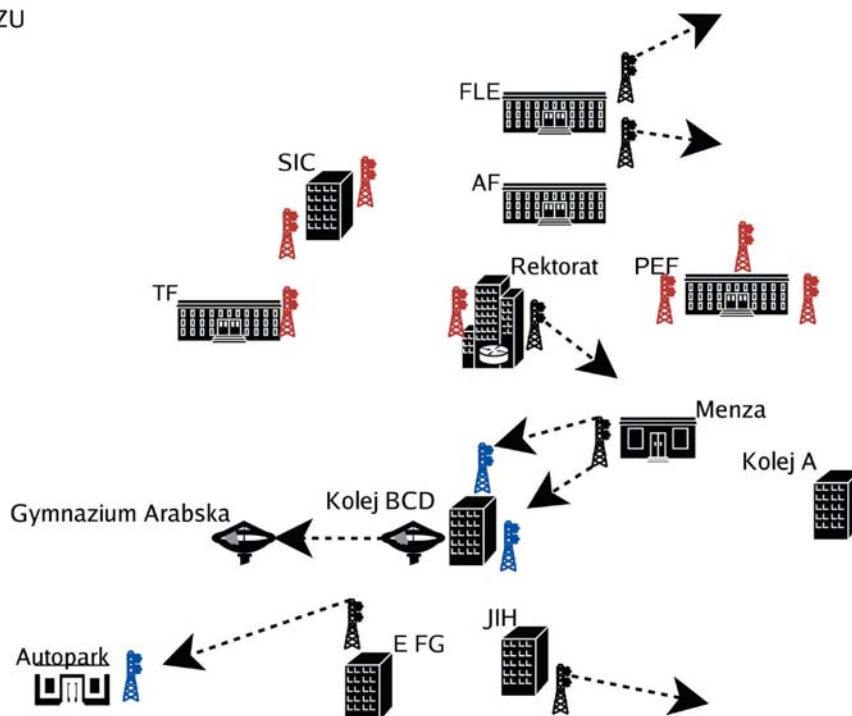 ZU
FLE
SIC
AF
Rektorat
PEF
TF
Menza
Kolej A
Kolej BCD
Gymnazium Arabska
JIH
E FG
Autopark